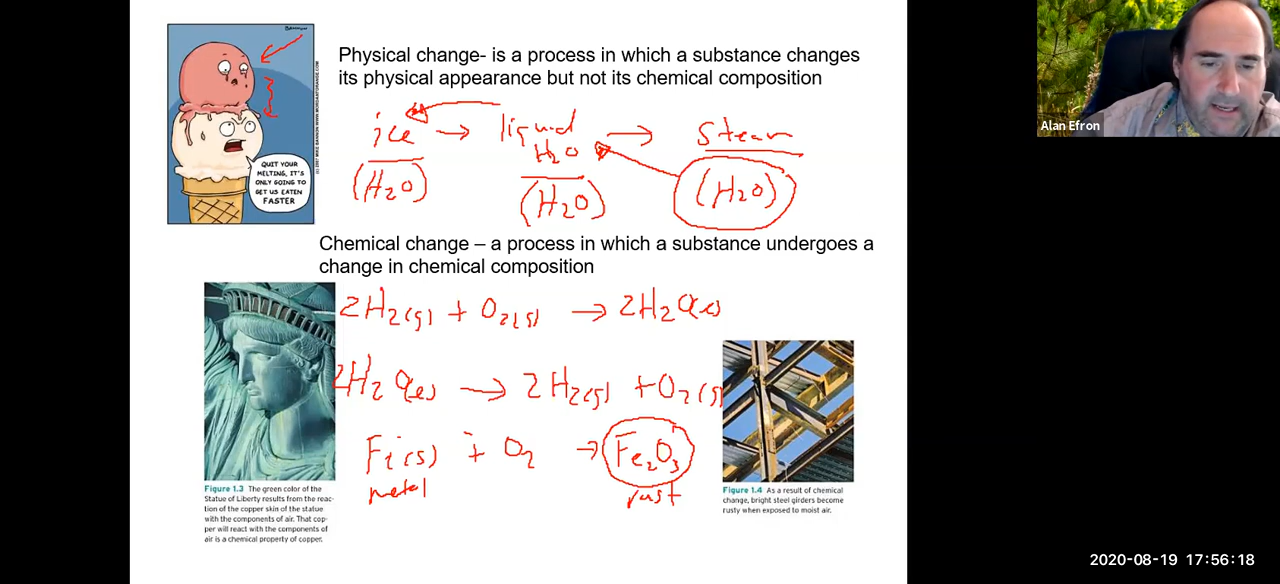 Physical change- is a process in which a substance changes
its physical appearance but not its chemical composition
ice → liquid H₂O → steam
(H₂O) (H₂O) (H₂O)
QUIT YOUR
MELTING, IT'S
ONLY GOING TO
GET US EATEN
FASTER
Alan Efron
Chemical change – a process in which a substance undergoes a
change in chemical composition
2H₂(g) + O₂(g) → 2H₂O(l)
2H₂O(l) → 2H₂(g) + O₂(g)
Fe(s) + O₂ → Fe₂O₃
metal rust
Figure 1.3 The green color of the
Statue of Liberty results from the reac-
tion of the copper skin of the statue
with the components of air. That cop-
per will react with the components of
air is a chemical property of copper.
Figure 1.4 As a result of chemical
change, bright steel girders become
rusty when exposed to moist air.
2020-08-19 17:56:18